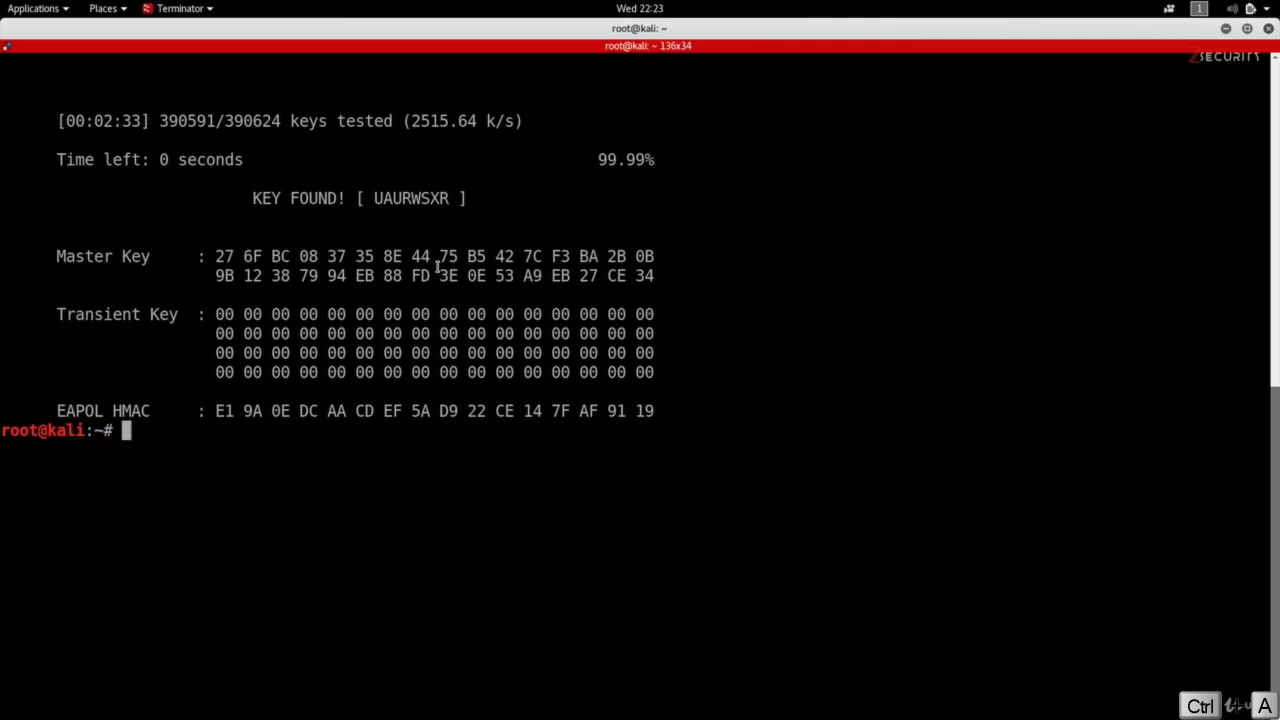 Applications Places Terminator Wed 22:23 1
root@kali: ~
root@kali: ~ 136x34
ZSECURITY
[00:02:33] 390591/390624 keys tested (2515.64 k/s)
Time left: 0 seconds 99.99%
KEY FOUND! [ UAURWSXR ]
Master Key : 27 6F BC 08 37 35 8E 44 75 B5 42 7C F3 BA 2B 0B
9B 12 38 79 94 EB 88 FD 3E 0E 53 A9 EB 27 CE 34
Transient Key : 00 00 00 00 00 00 00 00 00 00 00 00 00 00 00 00
00 00 00 00 00 00 00 00 00 00 00 00 00 00 00 00
00 00 00 00 00 00 00 00 00 00 00 00 00 00 00 00
00 00 00 00 00 00 00 00 00 00 00 00 00 00 00 00
EAPOL HMAC : E1 9A 0E DC AA CD EF 5A D9 22 CE 14 7F AF 91 19
root@kali:~#
Ctrl + A